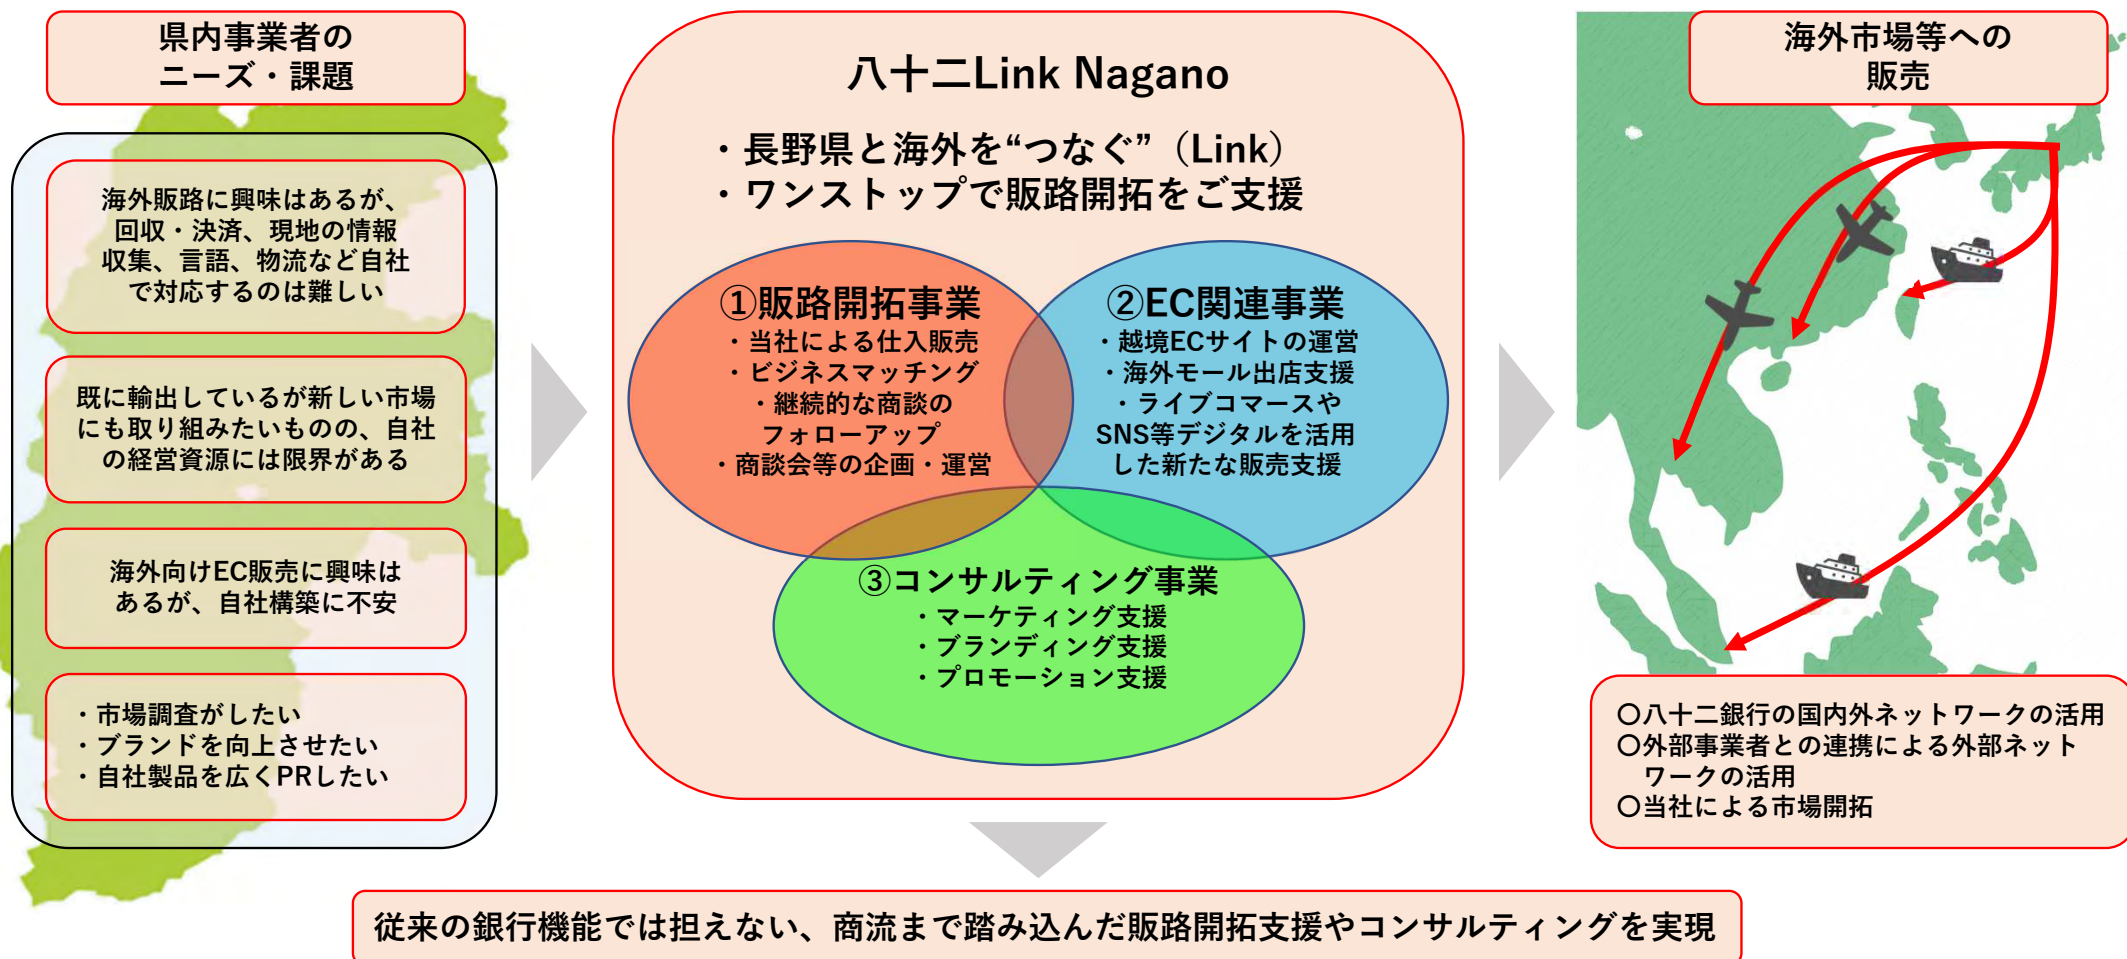 県内事業者の
ニーズ・課題
海外販路に興味はあるが、
回収・決済、現地の情報
収集、言語、物流など自社
で対応するのは難しい
既に輸出しているが新しい市場
にも取り組みたいものの、自社
の経営資源には限界がある
海外向けEC販売に興味は
あるが、自社構築に不安
・市場調査がしたい
・ブランドを向上させたい
・自社製品を広くPRしたい
八十二Link Nagano
・長野県と海外を“つなぐ”（Link）
・ワンストップで販路開拓をご支援
①販路開拓事業
・当社による仕入販売
・ビジネスマッチング
・継続的な商談の
フォローアップ
・商談会等の企画・運営
②EC関連事業
・越境ECサイトの運営
・海外モール出店支援
・ライブコマースや
SNS等デジタルを活用
した新たな販売支援
③コンサルティング事業
・マーケティング支援
・ブランディング支援
・プロモーション支援
海外市場等への
販売
〇八十二銀行の国内外ネットワークの活用
〇外部事業者との連携による外部ネット
ワークの活用
〇当社による市場開拓
従来の銀行機能では担えない、商流まで踏み込んだ販路開拓支援やコンサルティングを実現